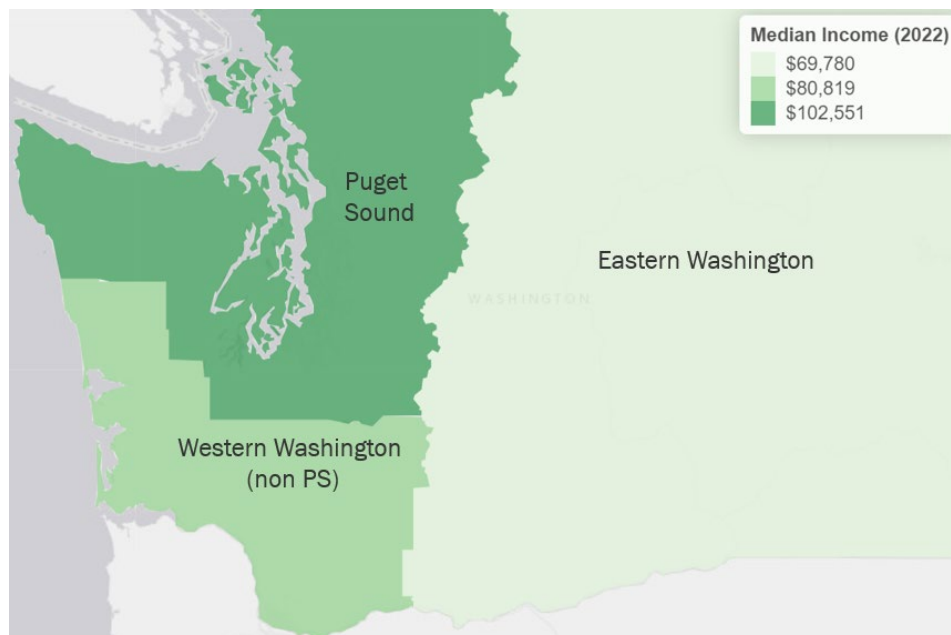 Median Income (2022)
$69,780
$80,819
$102,551
Puget
Sound
Eastern Washington
WASHINGTON
Western Washington
(non PS)